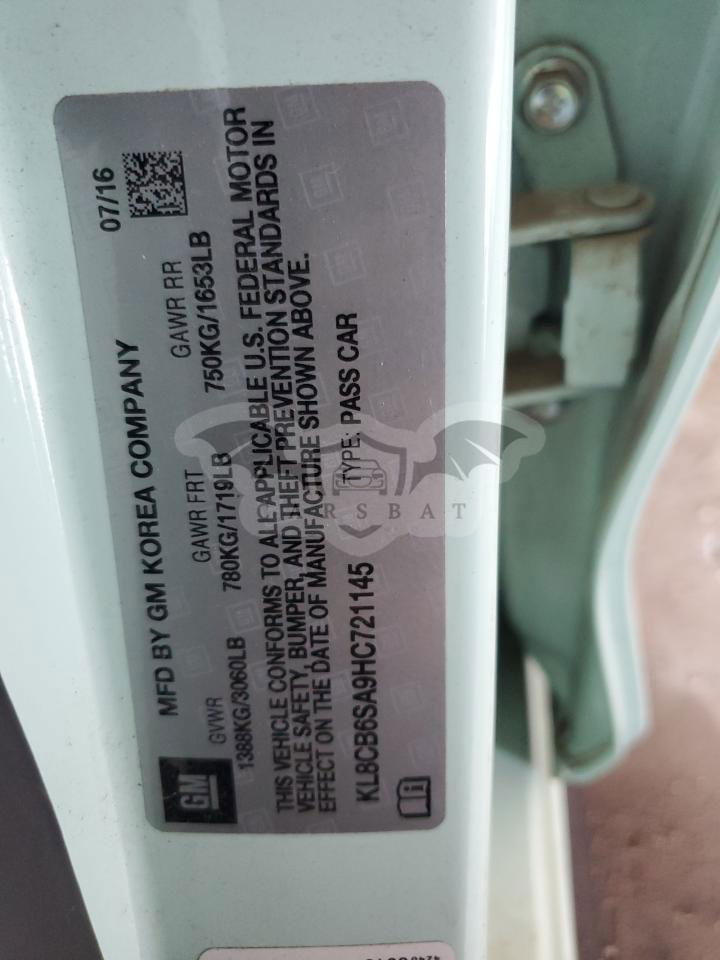 MFD BY GM KOREA COMPANY 07/16
GM
GVWR GAWR FRT GAWR RR
1388KG/3060LB 780KG/1719LB 750KG/1653LB
THIS VEHICLE CONFORMS TO ALL APPLICABLE U.S. FEDERAL MOTOR
VEHICLE SAFETY, BUMPER, AND THEFT PREVENTION STANDARDS IN
EFFECT ON THE DATE OF MANUFACTURE SHOWN ABOVE.
KL8CB6SA9HC721145 TYPE: PASS CAR
CARSBAT